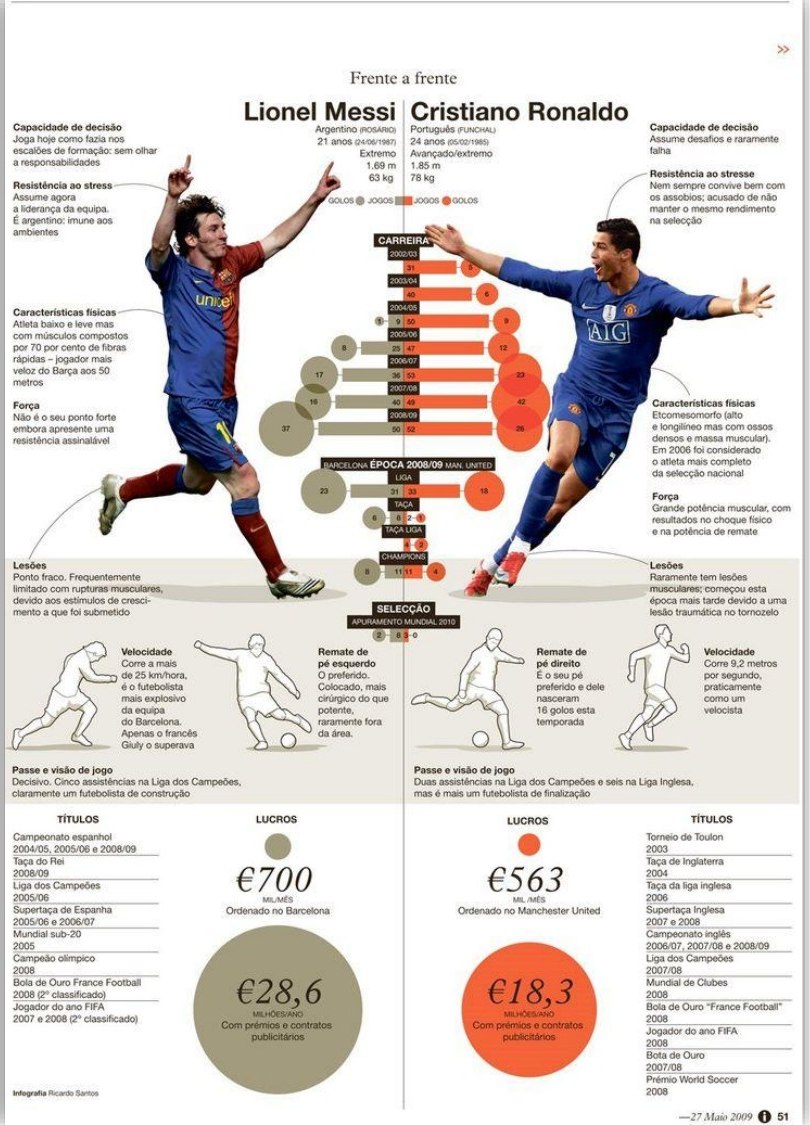 »
Frente a frente
Lionel Messi
Argentino (ROSÁRIO)
21 anos (24/06/1987)
Extremo
1.69 m
63 kg
Cristiano Ronaldo
Português (FUNCHAL)
24 anos (05/02/1985)
Avançado/extremo
1.85 m
78 kg
GOLOS JOGOS JOGOS GOLOS
Capacidade de decisão
Joga hoje como fazia nos
escalões de formação: sem olhar
a responsabilidades
Resistência ao stress
Assume agora
a liderança da equipa.
É argentino: imune aos
ambientes
Características físicas
Atleta baixo e leve mas
com músculos compostos
por 70 por cento de fibras
rápidas – jogador mais
veloz do Barça aos 50
metros
Força
Não é o seu ponto forte
embora apresente uma
resistência assinalável
Lesões
Ponto fraco. Frequentemente
limitado com rupturas musculares,
devido aos estímulos de cresci-
mento a que foi submetido
unicef
1
CARREIRA
2002/03
31 5
2003/04
40 6
2004/05
1 9 50 9
2005/06
8 25 47 12
2006/07
17 36 53 23
2007/08
16 40 49 42
2008/09
37 50 52 26
BARCELONA ÉPOCA 2008/09 MAN. UNITED
LIGA
23 31 33 18
TAÇA
6 8 2 1
TAÇA LIGA
4 2
CHAMPIONS
8 11 11 4
SELECÇÃO
APURAMENTO MUNDIAL 2010
2 8 3 0
AIG
Capacidade de decisão
Assume desafios e raramente
falha
Resistência ao stresse
Nem sempre convive bem com
os assobios; acusado de não
manter o mesmo rendimento
na selecção
Características físicas
Etcomesomorfo (alto
e longilíneo mas com ossos
densos e massa muscular).
Em 2006 foi considerado
o atleta mais completo
da selecção nacional
Força
Grande potência muscular, com
resultados no choque físico
e na potência de remate
Lesões
Raramente tem lesões
musculares; começou esta
época mais tarde devido a uma
lesão traumática no tornozelo
Velocidade
Corre a mais
de 25 km/hora,
é o futebolista
mais explosivo
da equipa
do Barcelona.
Apenas o francês
Giuly o superava
Remate de
pé esquerdo
O preferido.
Colocado, mais
cirúrgico do que
potente,
raramente fora
da área.
Remate de
pé direito
É o seu pé
preferido e dele
nasceram
16 golos esta
temporada
Velocidade
Corre 9,2 metros
por segundo,
praticamente
como um
velocista
Passe e visão de jogo
Decisivo. Cinco assistências na Liga dos Campeões,
claramente um futebolista de construção
Passe e visão de jogo
Duas assistências na Liga dos Campeões e seis na Liga Inglesa,
mas é mais um futebolista de finalização
TÍTULOS
Campeonato espanhol
2004/05, 2005/06 e 2008/09
Taça do Rei
2008/09
Liga dos Campeões
2005/06
Supertaça de Espanha
2005/06 e 2006/07
Mundial sub-20
2005
Campeão olímpico
2008
Bola de Ouro France Football
2008 (2º classificado)
Jogador do ano FIFA
2007 e 2008 (2º classificado)
LUCROS
€700
MIL/MÊS
Ordenado no Barcelona
€28,6
MILHÕES/ANO
Com prémios e contratos
publicitários
LUCROS
€563
MIL /MÊS
Ordenado no Manchester United
€18,3
MILHÕES/ANO
Com prémios e contratos
publicitários
TÍTULOS
Torneio de Toulon
2003
Taça de Inglaterra
2004
Taça da liga inglesa
2006
Supertaça Inglesa
2007 e 2008
Campeonato inglês
2006/07, 2007/08 e 2008/09
Liga dos Campeões
2007/08
Mundial de Clubes
2008
Bola de Ouro "France Football"
2008
Jogador do ano FIFA
2008
Bota de Ouro
2007/08
Prémio World Soccer
2008
Infografia Ricardo Santos
—27 Maio 2009 i 51